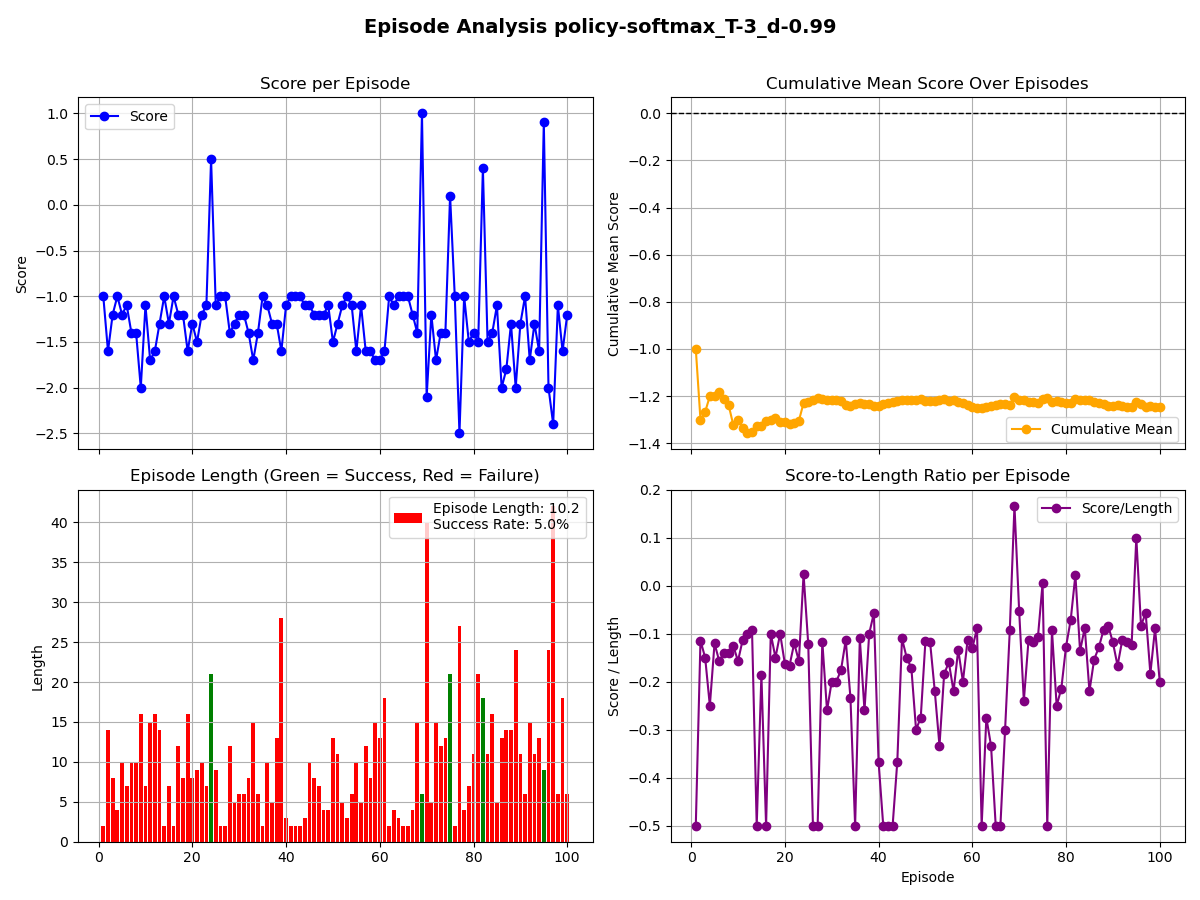 Episode Analysis policy-softmax_T-3_d-0.99
Score per Episode
Score
1.0
0.5
0.0
−0.5
−1.0
−1.5
−2.0
−2.5
Score
Cumulative Mean Score Over Episodes
0.0
−0.2
−0.4
−0.6
−0.8
−1.0
−1.2
−1.4
Cumulative Mean Score
Cumulative Mean
Episode Length (Green = Success, Red = Failure)
Episode Length: 10.2
Success Rate: 5.0%
40
35
30
25
20
15
10
5
0
Length
0 20 40 60 80 100
Score-to-Length Ratio per Episode
Score/Length
0.2
0.1
0.0
−0.1
−0.2
−0.3
−0.4
−0.5
Score / Length
0 20 40 60 80 100
Episode